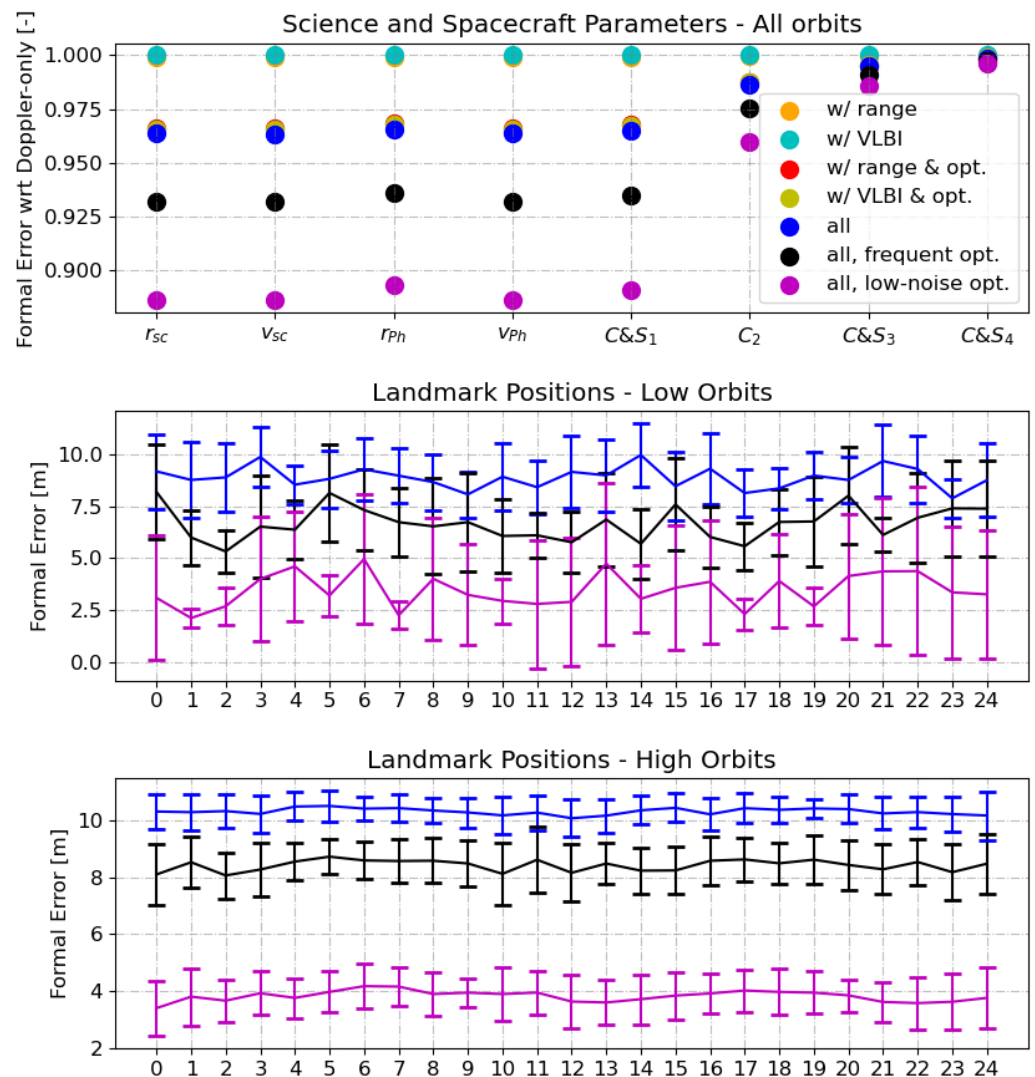 Science and Spacecraft Parameters - All orbits
Formal Error wrt Doppler-only [-]
1.000
0.975
0.950
0.925
0.900
w/ range
w/ VLBI
w/ range & opt.
w/ VLBI & opt.
all
all, frequent opt.
all, low-noise opt.
r_sc v_sc r_Ph v_Ph C&S_1 C_2 C&S_3 C&S_4
Landmark Positions - Low Orbits
Formal Error [m]
10.0
7.5
5.0
2.5
0.0
0 1 2 3 4 5 6 7 8 9 10 11 12 13 14 15 16 17 18 19 20 21 22 23 24
Landmark Positions - High Orbits
Formal Error [m]
10
8
6
4
2
0 1 2 3 4 5 6 7 8 9 10 11 12 13 14 15 16 17 18 19 20 21 22 23 24